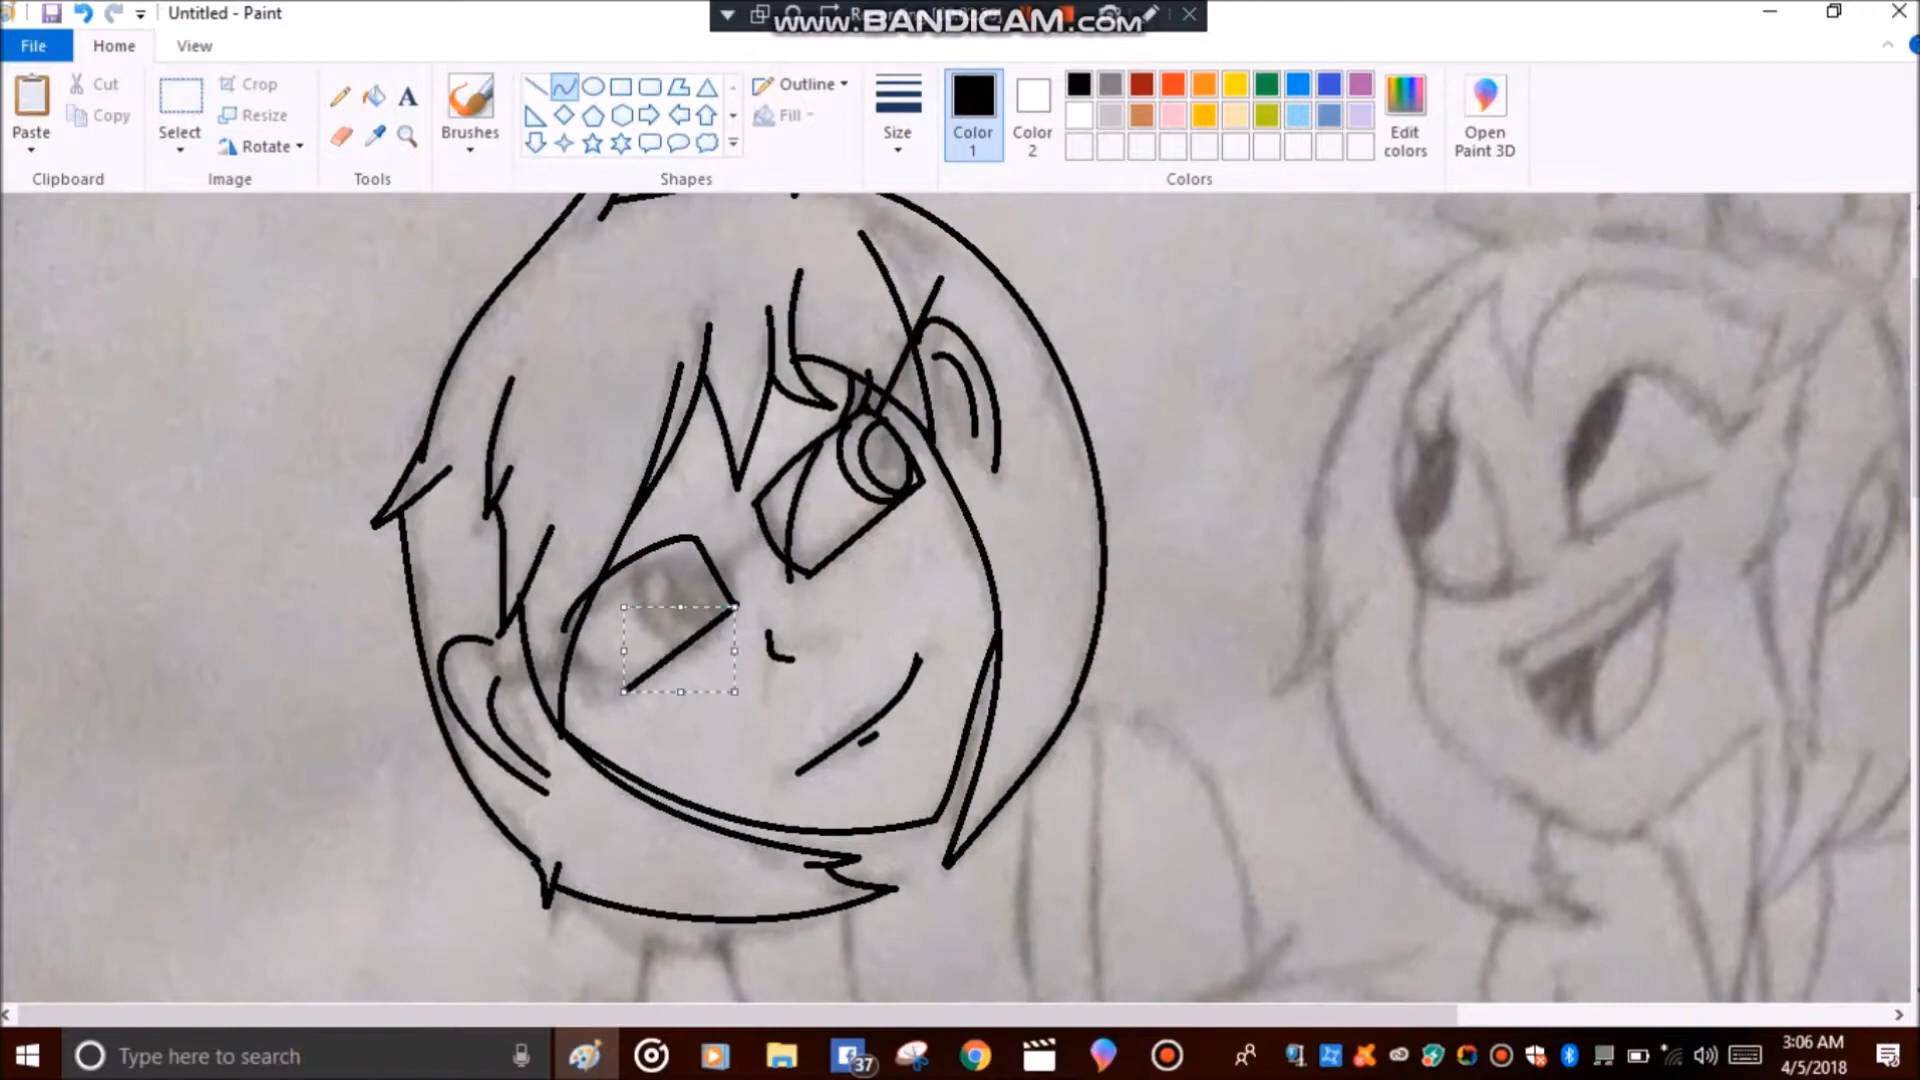 Untitled - Paint
www.BANDICAM.com
File
Home
View
Paste
Cut
Copy
Clipboard
Select
Crop
Resize
Rotate
Image
Tools
Brushes
Shapes
Outline
Fill
Size
Color
1
Color
2
Edit
colors
Open
Paint 3D
Colors
Type here to search
37
3:06 AM
4/5/2018